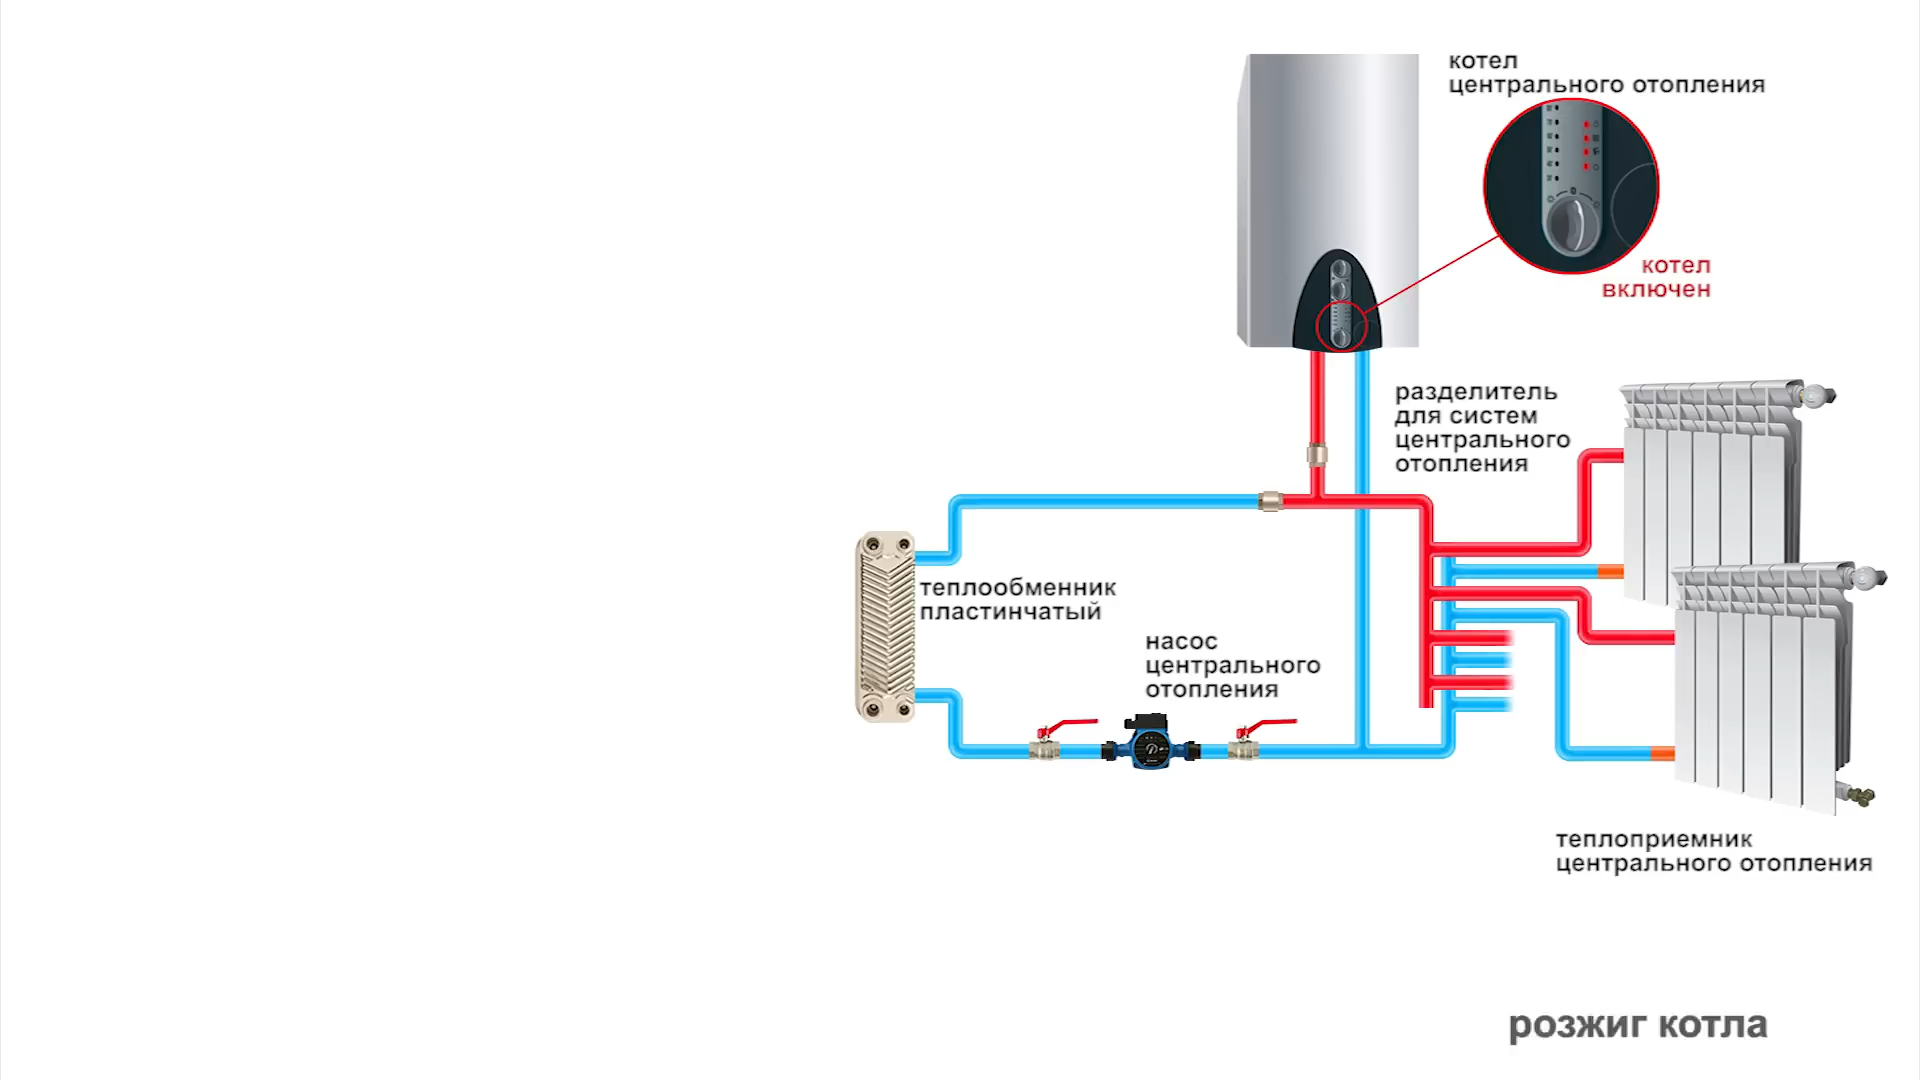 котел
центрального отопления
котел
включен
разделитель
для систем
центрального
отопления
теплообменник
пластинчатый
насос
центрального
отопления
теплоприемник
центрального отопления
розжиг котла